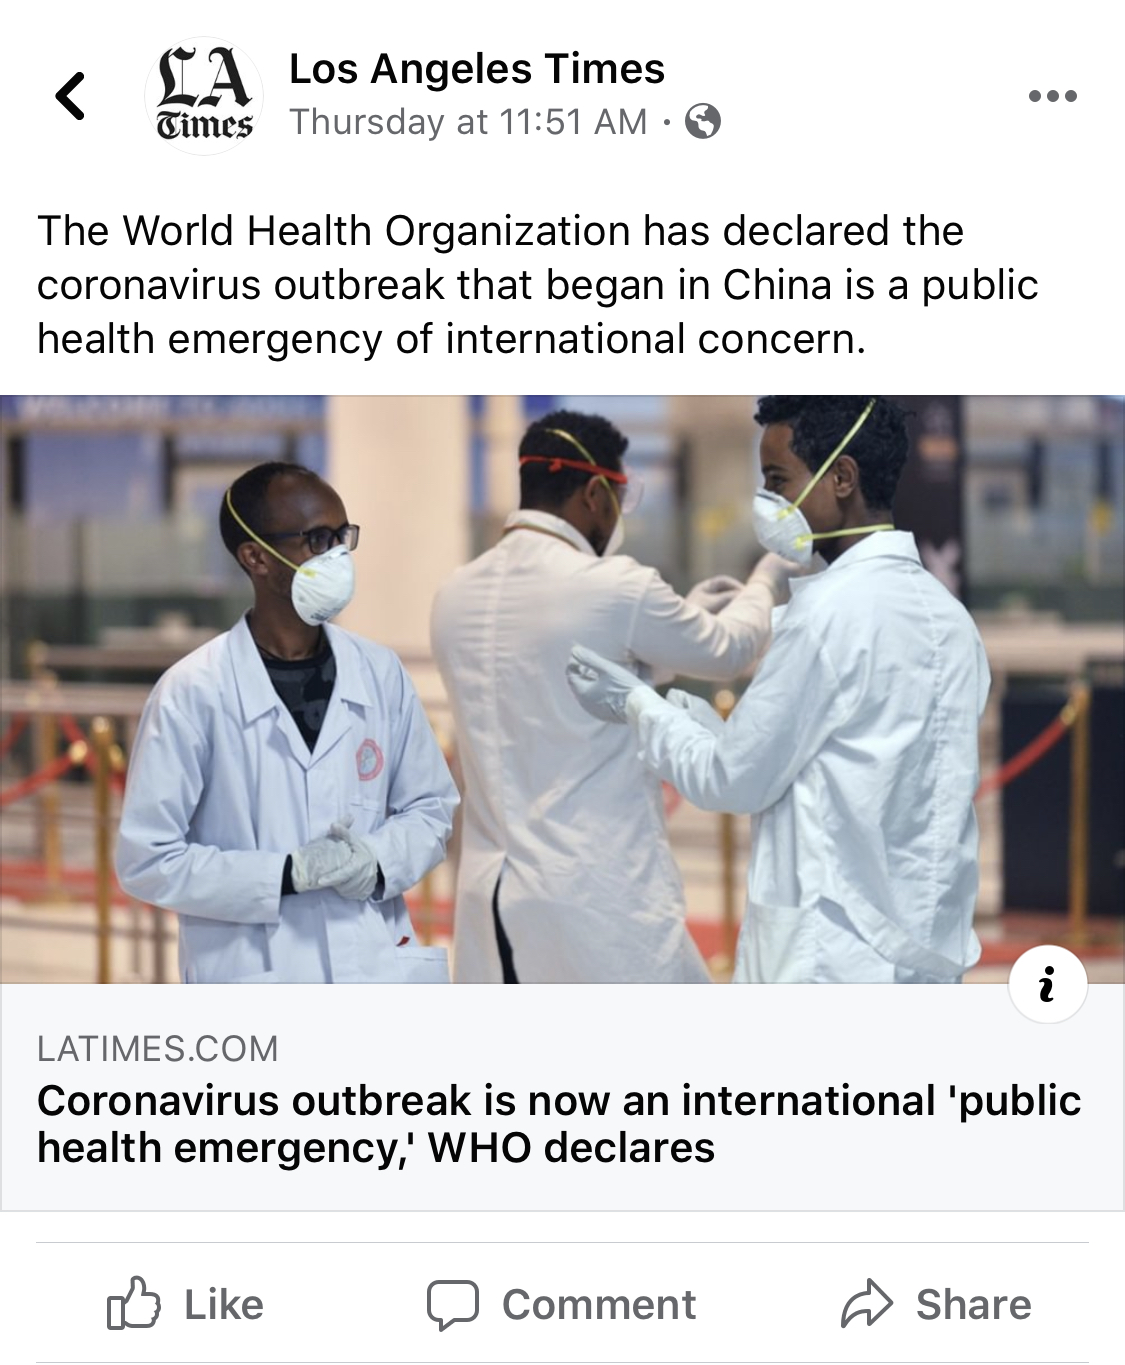 LA
Times
Los Angeles Times
Thursday at 11:51 AM ·
The World Health Organization has declared the
coronavirus outbreak that began in China is a public
health emergency of international concern.
i
LATIMES.COM
Coronavirus outbreak is now an international 'public
health emergency,' WHO declares
Like
Comment
Share